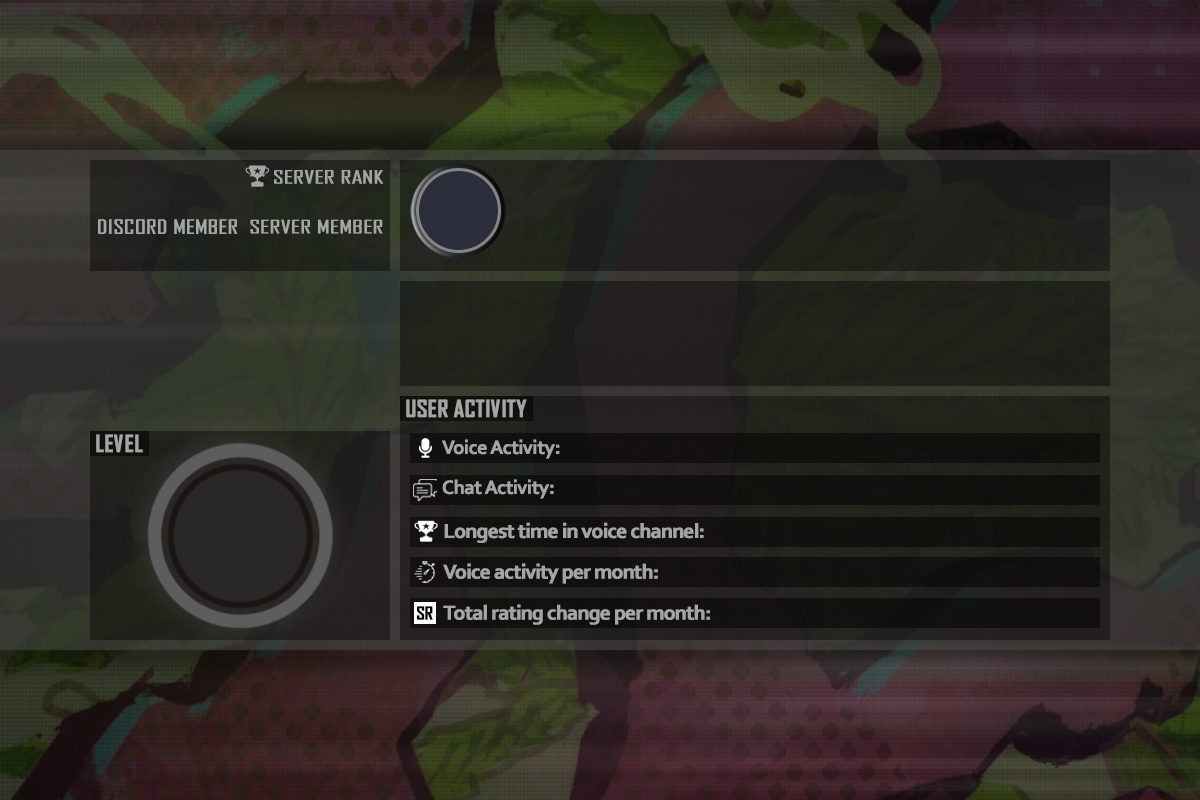 SERVER RANK
DISCORD MEMBER SERVER MEMBER
LEVEL
USER ACTIVITY
Voice Activity:
Chat Activity:
Longest time in voice channel:
Voice activity per month:
SR Total rating change per month: